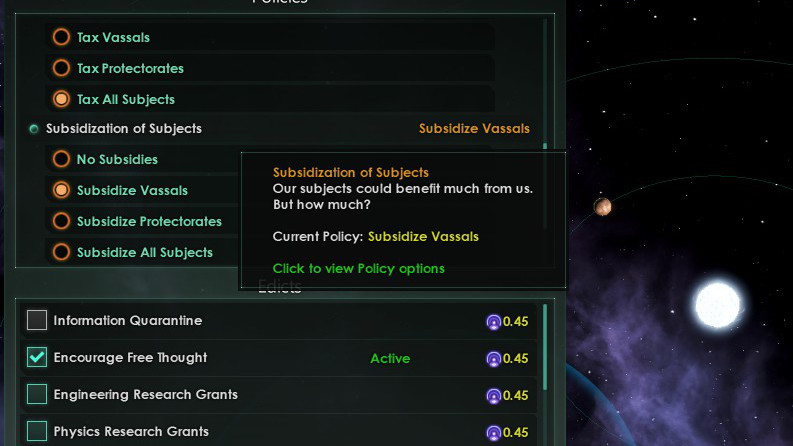 Policies
Tax Vassals
Tax Protectorates
Tax All Subjects
Subsidization of Subjects Subsidize Vassals
No Subsidies
Subsidize Vassals
Subsidize Protectorates
Subsidize All Subjects
Subsidization of Subjects
Our subjects could benefit much from us.
But how much?
Current Policy: Subsidize Vassals
Click to view Policy options
Edicts
Information Quarantine 0.45
Encourage Free Thought Active 0.45
Engineering Research Grants 0.45
Physics Research Grants 0.45